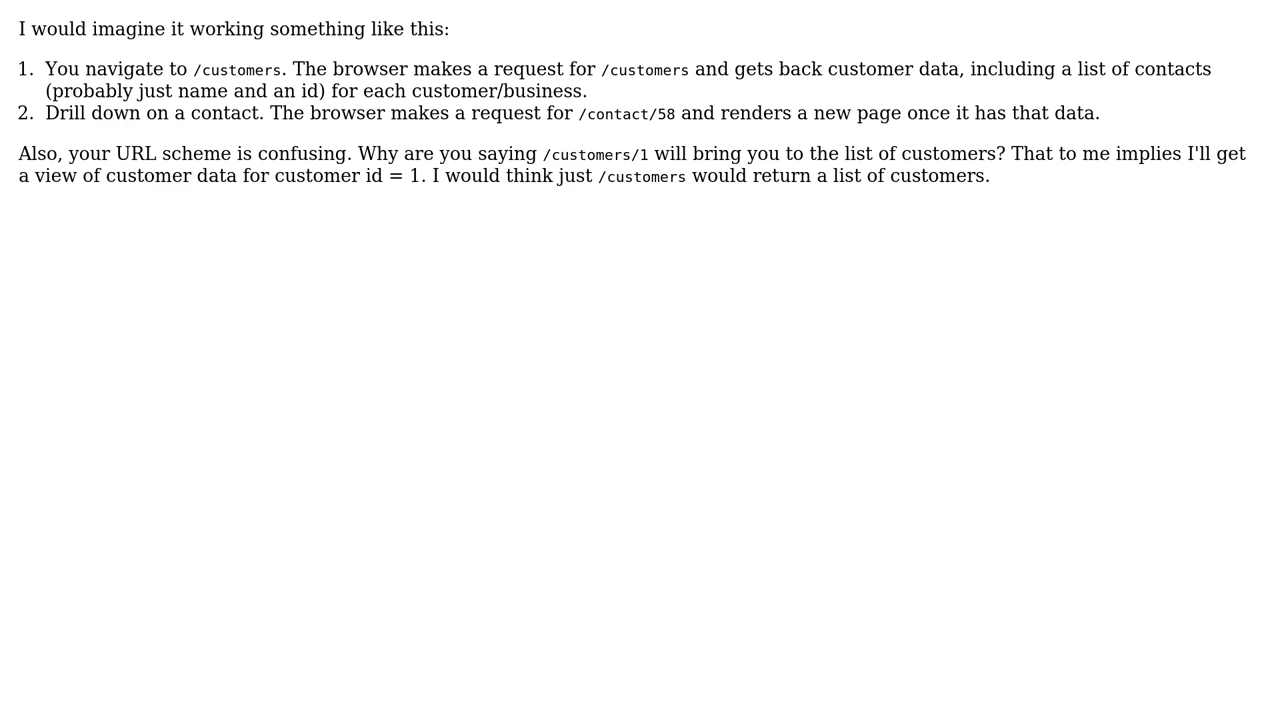 I would imagine it working something like this:
1. You navigate to /customers. The browser makes a request for /customers and gets back customer data, including a list of contacts
(probably just name and an id) for each customer/business.
2. Drill down on a contact. The browser makes a request for /contact/58 and renders a new page once it has that data.
Also, your URL scheme is confusing. Why are you saying /customers/1 will bring you to the list of customers? That to me implies I'll get
a view of customer data for customer id = 1. I would think just /customers would return a list of customers.